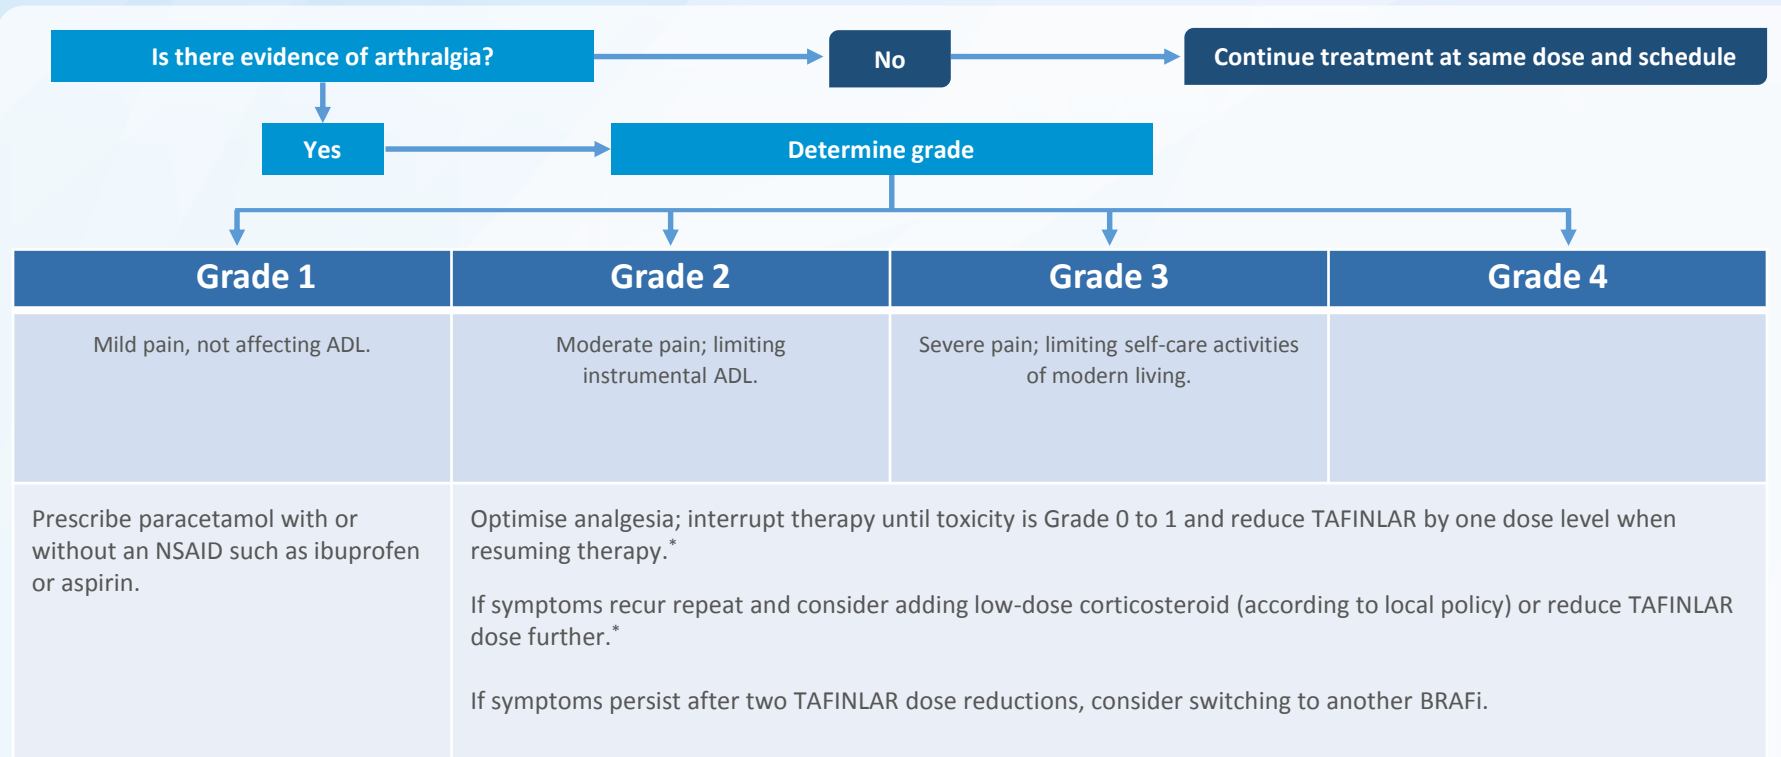 Is there evidence of arthralgia?
No
Continue treatment at same dose and schedule
Yes
Determine grade
Grade 1
Grade 2
Grade 3
Grade 4
Mild pain, not affecting ADL.
Moderate pain; limiting
instrumental ADL.
Severe pain; limiting self-care activities
of modern living.
Prescribe paracetamol with or
without an NSAID such as ibuprofen
or aspirin.
Optimise analgesia; interrupt therapy until toxicity is Grade 0 to 1 and reduce TAFINLAR by one dose level when
resuming therapy.*
If symptoms recur repeat and consider adding low-dose corticosteroid (according to local policy) or reduce TAFINLAR
dose further.*
If symptoms persist after two TAFINLAR dose reductions, consider switching to another BRAFi.